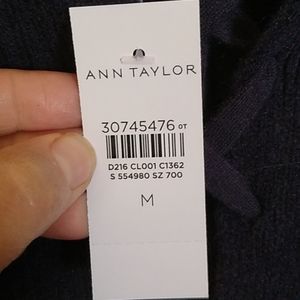 ANN TAYLOR
30745476 OT
D216 CL001 C1362
S 554980 SZ 700
M